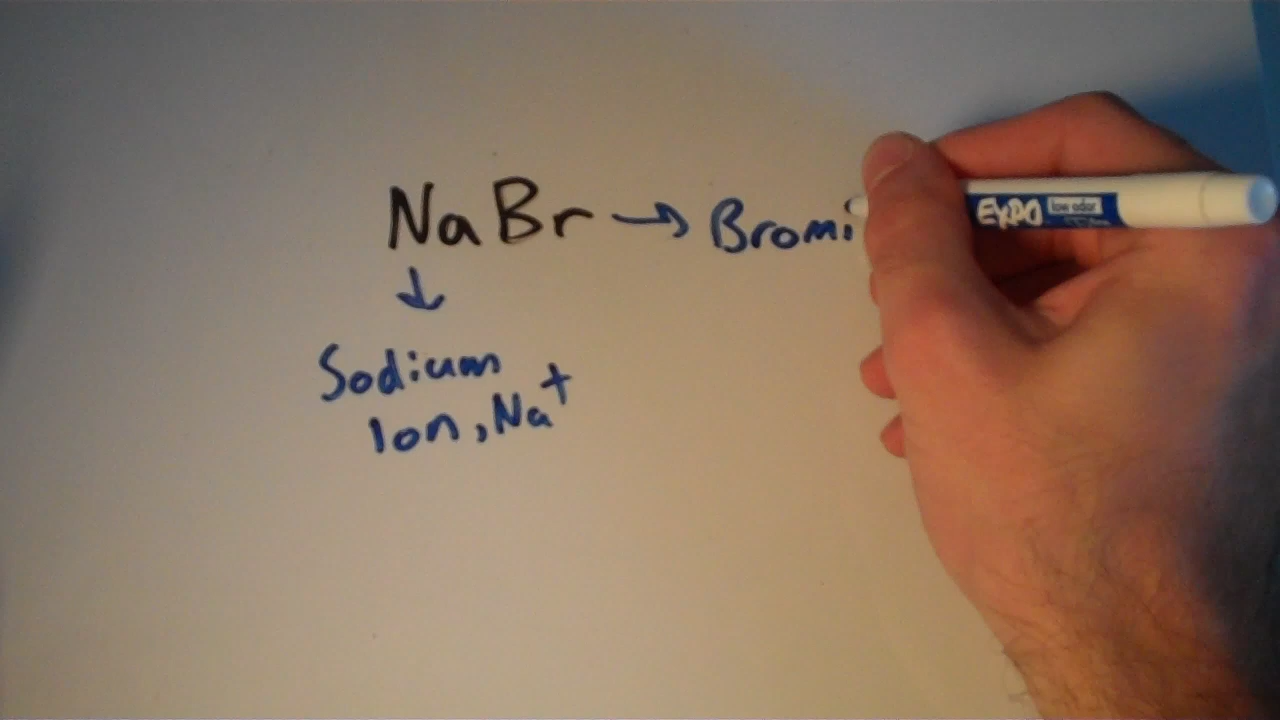 NaBr → Bromi
↓
Sodium
Ion, Na⁺
EXPO low odor